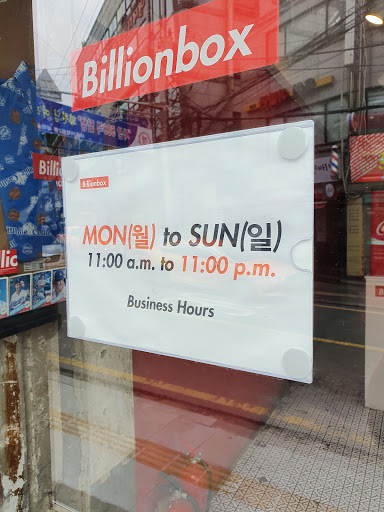 Billionbox
Billionbox
MON(월) to SUN(일)
11:00 a.m. to 11:00 p.m.
Business Hours